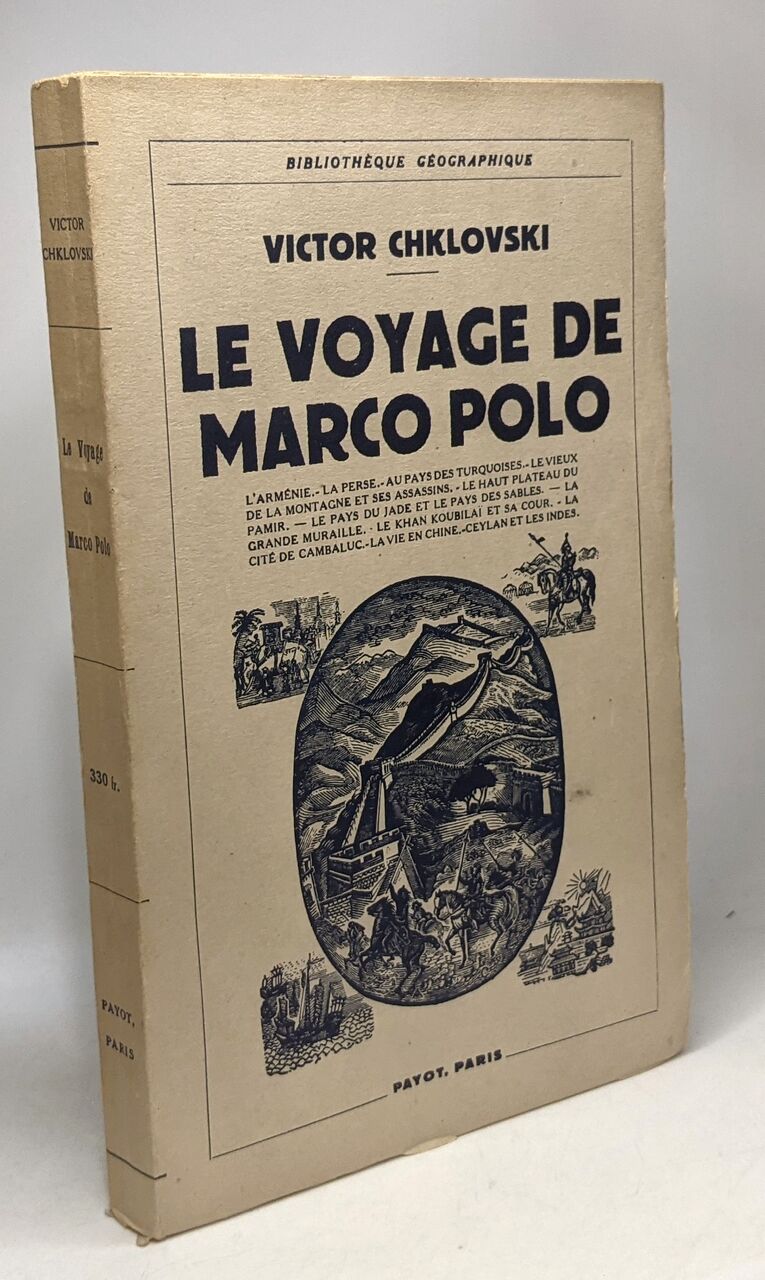 VICTOR
CHKLOVSKI
Le Voyage
de
Marco Polo
330 fr.
PAYOT,
PARIS
BIBLIOTHÈQUE GÉOGRAPHIQUE
VICTOR CHKLOVSKI
LE VOYAGE DE
MARCO POLO
L'ARMÉNIE.- LA PERSE.- AU PAYS DES TURQUOISES.- LE VIEUX
DE LA MONTAGNE ET SES ASSASSINS. - LE HAUT PLATEAU DU
PAMIR. — LE PAYS DU JADE ET LE PAYS DES SABLES. — LA
GRANDE MURAILLE. - LE KHAN KOUBILAÏ ET SA COUR. - LA
CITÉ DE CAMBALUC.-LA VIE EN CHINE.-CEYLAN ET LES INDES.
PAYOT, PARIS